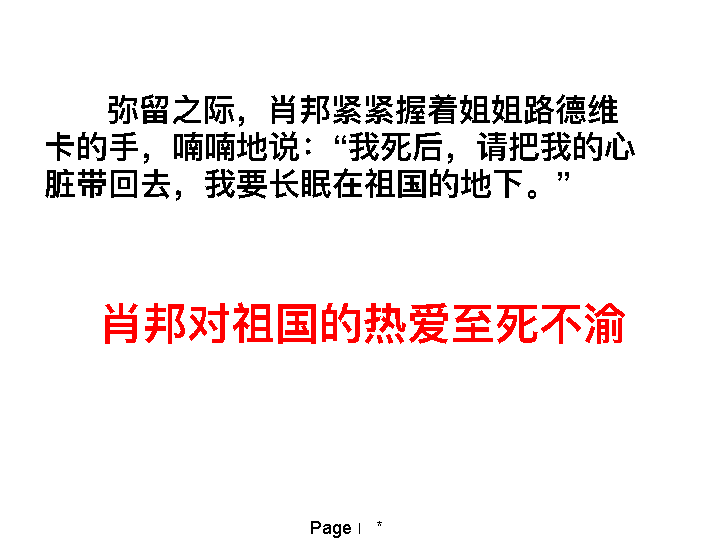 弥留之际，肖邦紧紧握着姐姐路德维
卡的手，喃喃地说：“我死后，请把我的心
脏带回去，我要长眠在祖国的地下。”
肖邦对祖国的热爱至死不渝
Page | *